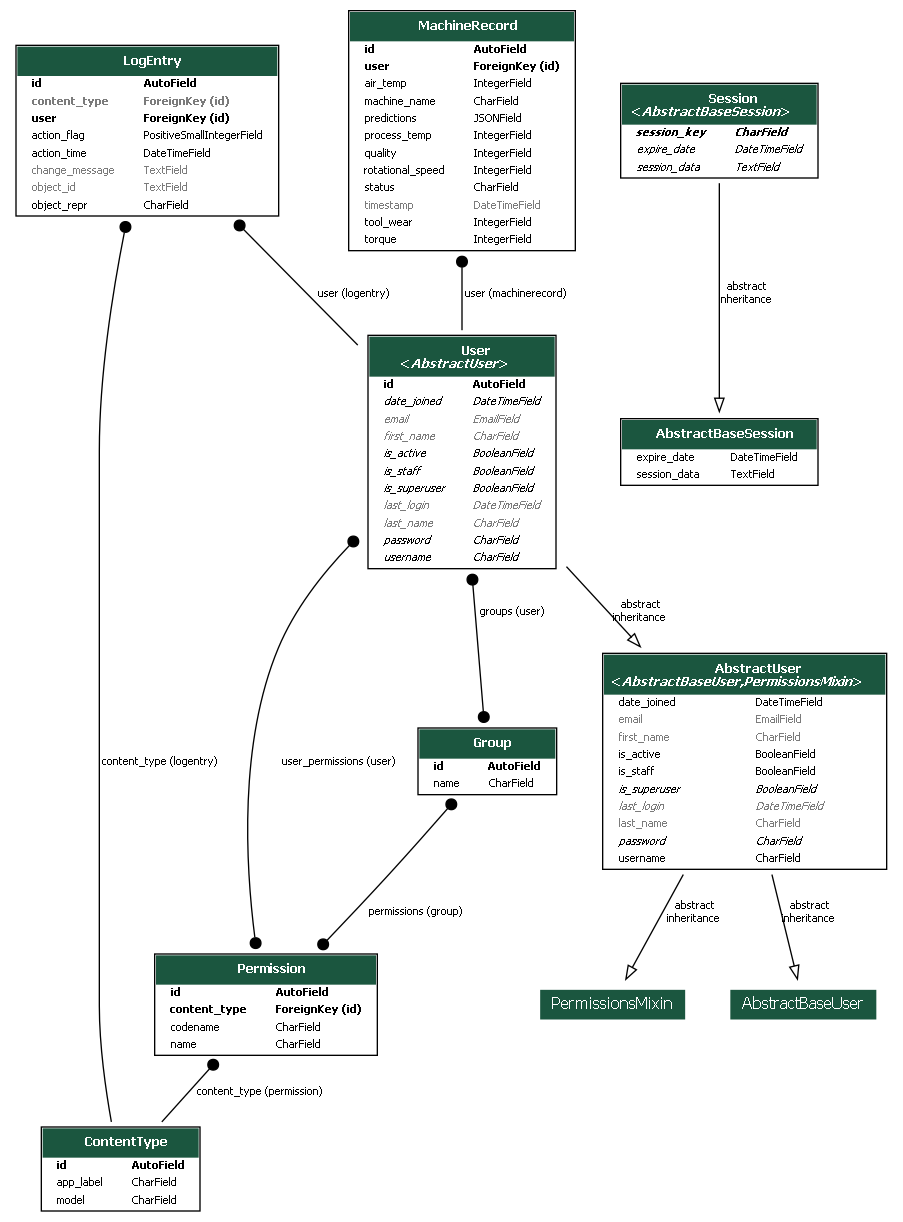 MachineRecord
id AutoField
user ForeignKey (id)
air_temp IntegerField
machine_name CharField
predictions JSONField
process_temp IntegerField
quality IntegerField
rotational_speed IntegerField
status CharField
timestamp DateTimeField
tool_wear IntegerField
torque IntegerField
LogEntry
id AutoField
content_type ForeignKey (id)
user ForeignKey (id)
action_flag PositiveSmallIntegerField
action_time DateTimeField
change_message TextField
object_id TextField
object_repr CharField
Session
<AbstractBaseSession>
session_key CharField
expire_date DateTimeField
session_data TextField
user (logentry)
user (machinerecord)
abstract
inheritance
User
<AbstractUser>
id AutoField
date_joined DateTimeField
email EmailField
first_name CharField
is_active BooleanField
is_staff BooleanField
is_superuser BooleanField
last_login DateTimeField
last_name CharField
password CharField
username CharField
AbstractBaseSession
expire_date DateTimeField
session_data TextField
groups (user)
abstract
inheritance
AbstractUser
<AbstractBaseUser,PermissionsMixin>
date_joined DateTimeField
email EmailField
first_name CharField
is_active BooleanField
is_staff BooleanField
is_superuser BooleanField
last_login DateTimeField
last_name CharField
password CharField
username CharField
content_type (logentry)
user_permissions (user)
Group
id AutoField
name CharField
permissions (group)
abstract
inheritance
abstract
inheritance
PermissionsMixin
AbstractBaseUser
Permission
id AutoField
content_type ForeignKey (id)
codename CharField
name CharField
content_type (permission)
ContentType
id AutoField
app_label CharField
model CharField